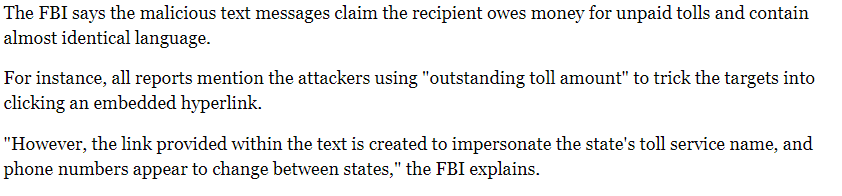 The FBI says the malicious text messages claim the recipient owes money for unpaid tolls and contain
almost identical language.
For instance, all reports mention the attackers using "outstanding toll amount" to trick the targets into
clicking an embedded hyperlink.
"However, the link provided within the text is created to impersonate the state's toll service name, and
phone numbers appear to change between states," the FBI explains.